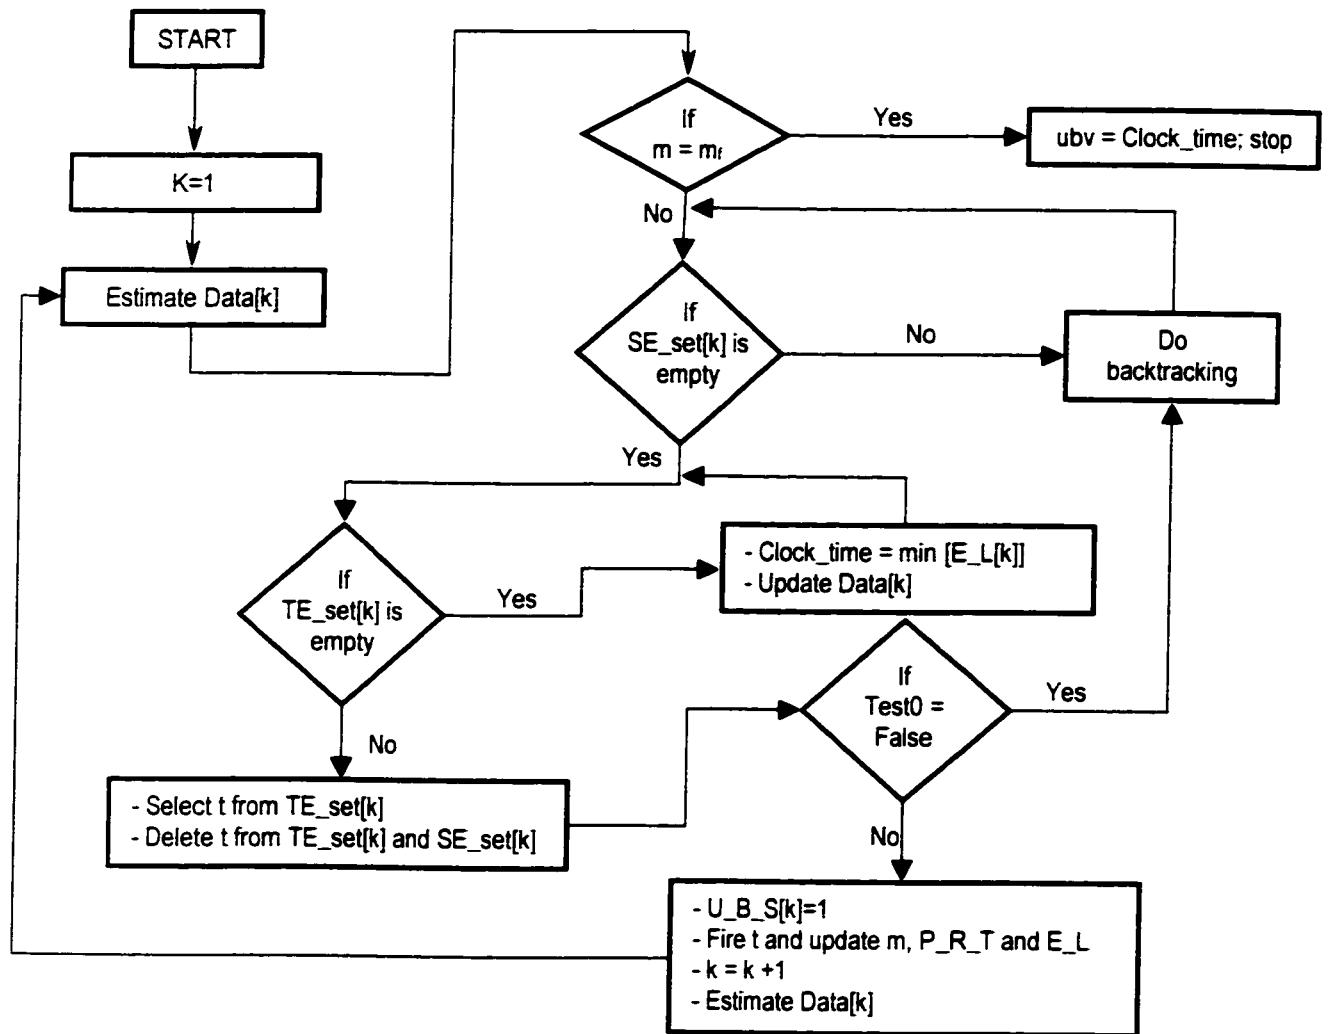 START
K=1
Estimate Data[k]
If
m = mf
Yes
ubv = Clock_time; stop
No
If
SE_set[k] is
empty
No
Do
backtracking
Yes
If
TE_set[k] is
empty
Yes
- Clock_time = min [E_L[k]]
- Update Data[k]
No
- Select t from TE_set[k]
- Delete t from TE_set[k] and SE_set[k]
If
Test0 =
False
Yes
No
- U_B_S[k]=1
- Fire t and update m, P_R_T and E_L
- k = k +1
- Estimate Data[k]